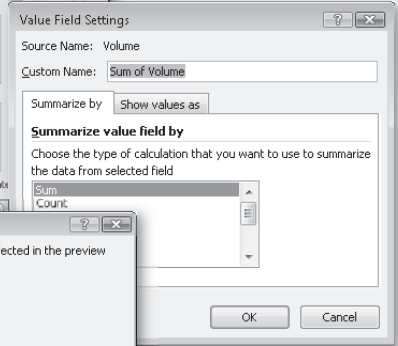 Value Field Settings
Source Name: Volume
Custom Name: Sum of Volume
Summarize by Show values as
Summarize value field by
Choose the type of calculation that you want to use to summarize
the data from selected field
Sum
Count
ected in the preview
OK Cancel